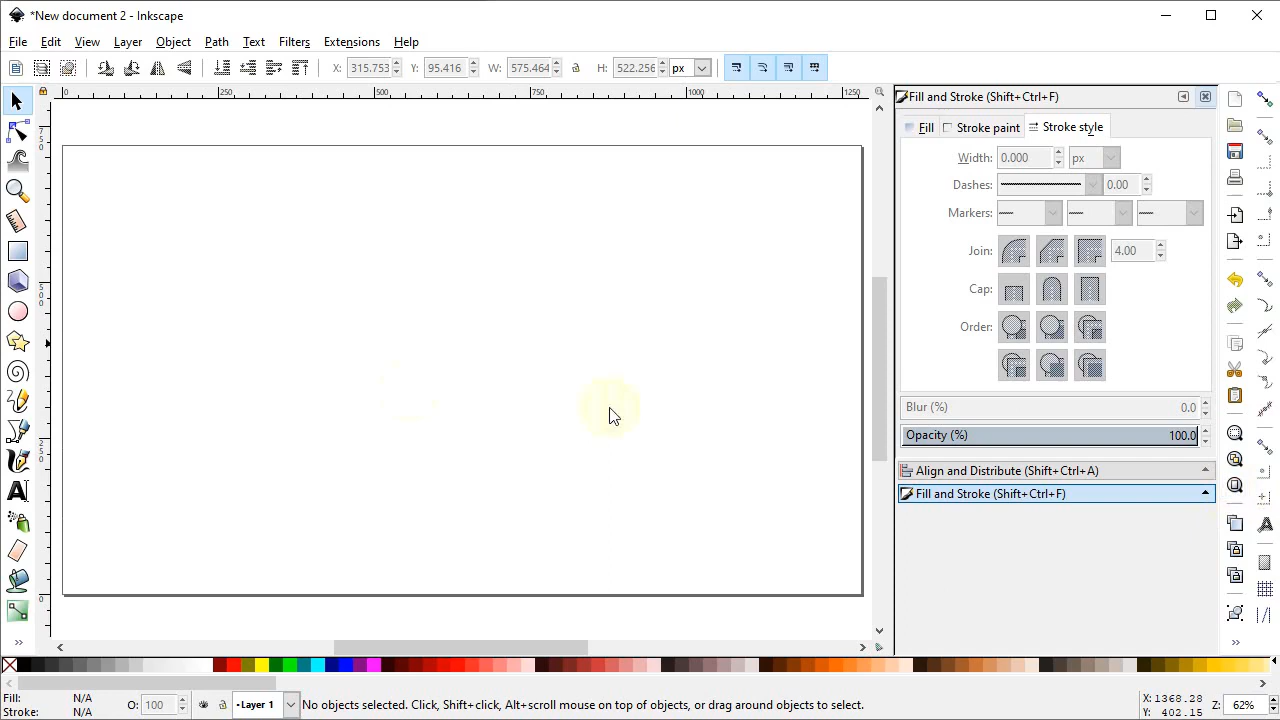 *New document 2 - Inkscape
File Edit View Layer Object Path Text Filters Extensions Help
X: 315.753 Y: 95.416 W: 575.464 H: 522.256 px
Fill and Stroke (Shift+Ctrl+F)
0 250 500 750 1000 1250
Fill Stroke paint Stroke style
Width: 0.000 px
Dashes: 0.00
Markers:
Join: 4.00
Cap:
Order:
Blur (%) 0.0
Opacity (%) 100.0
Align and Distribute (Shift+Ctrl+A)
Fill and Stroke (Shift+Ctrl+F)
750
500
250
0
Fill: N/A
Stroke: N/A
O: 100
Layer 1
No objects selected. Click, Shift+click, Alt+scroll mouse on top of objects, or drag around objects to select.
X: 1368.28
Y: 402.15
Z: 62%